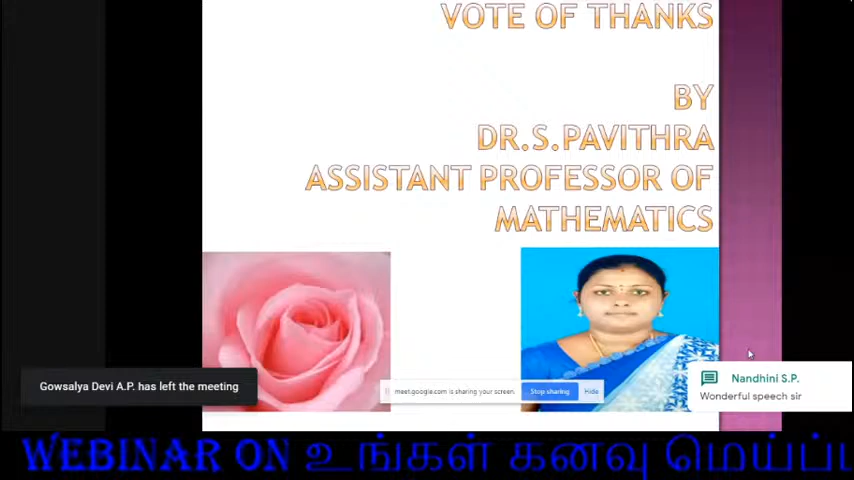 VOTE OF THANKS
BY
DR.S.PAVITHRA
ASSISTANT PROFESSOR OF
MATHEMATICS
Gowsalya Devi A.P. has left the meeting
meet.google.com is sharing your screen. Stop sharing Hide
Nandhini S.P.
Wonderful speech sir
WEBINAR ON உங்கள் கனவு மெய்ப்ப